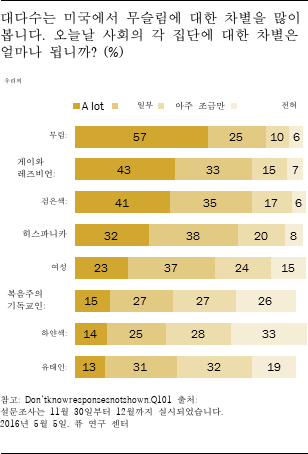 대다수는 미국에서 무슬림에 대한 차별을 많이
봅니다. 오늘날 사회의 각 집단에 대한 차별은
얼마나 됩니까? (%)
우리의
A lot 일부 아주 조금만 전혀
무림: 57 25 10 6
게이와
레즈비언: 43 33 15 7
검은색: 41 35 17 6
히스패니카 32 38 20 8
여성 23 37 24 15
복음주의
기독교인: 15 27 27 26
하얀색: 14 25 28 33
유태인: 13 31 32 19
참고: Don'tknowresponsesnotshown.Q101 출처:
설문조사는 11월 30일부터 12월까지 실시되었습니다.
2016년 5월 5일. 퓨 연구 센터